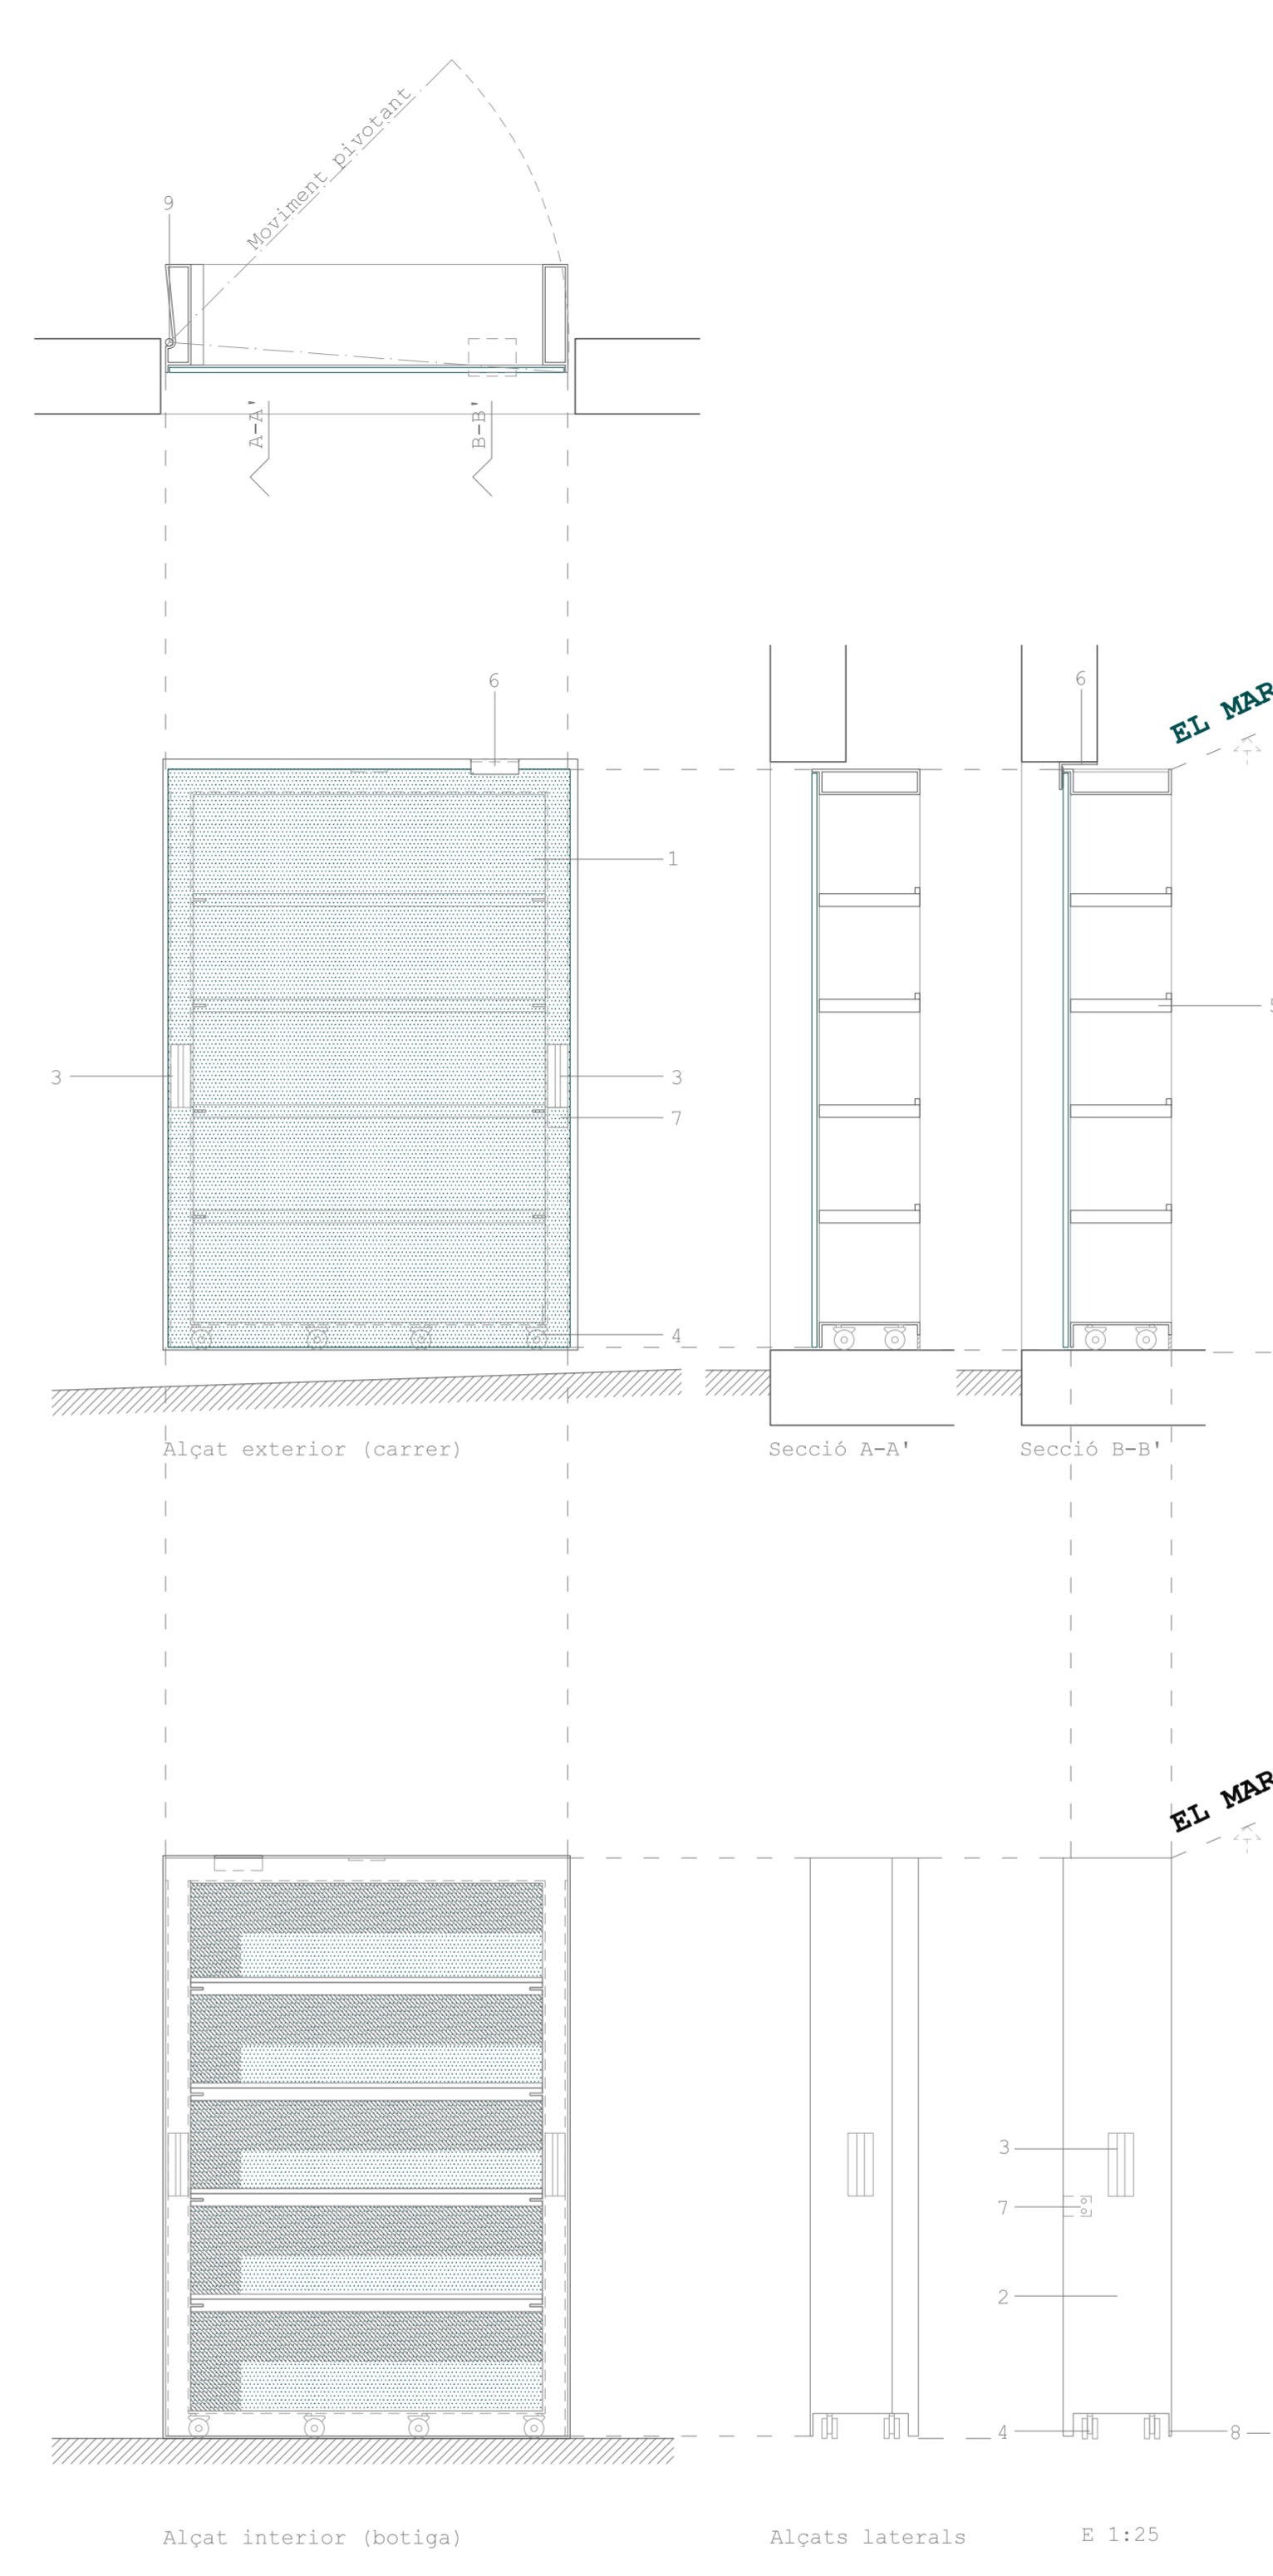 Moviment pivotant
9
A-A'
B-B'
6
6
EL MAR
1
5
3
3
7
4
Alçat exterior (carrer)
Secció A-A'
Secció B-B'
EL MAR
3
7
2
4
8
Alçat interior (botiga)
Alçats laterals
E 1:25